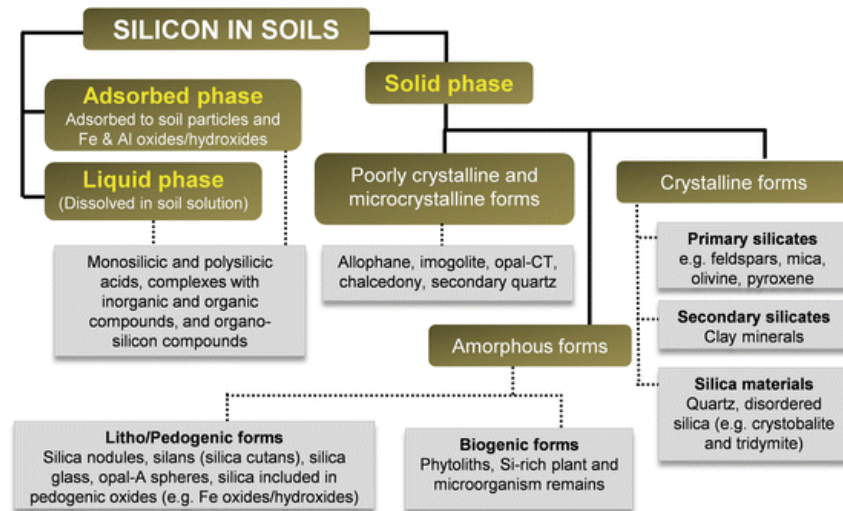 SILICON IN SOILS
Adsorbed phase
Adsorbed to soil particles and
Fe & Al oxides/hydroxides
Liquid phase
(Dissolved in soil solution)
Monosilicic and polysilicic
acids, complexes with
inorganic and organic
compounds, and organo-
silicon compounds
Solid phase
Poorly crystalline and
microcrystalline forms
Allophane, imogolite, opal-CT,
chalcedony, secondary quartz
Crystalline forms
Primary silicates
e.g. feldspars, mica,
olivine, pyroxene
Secondary silicates
Clay minerals
Silica materials
Quartz, disordered
silica (e.g. crystobalite
and tridymite)
Amorphous forms
Litho/Pedogenic forms
Silica nodules, silans (silica cutans), silica
glass, opal-A spheres, silica included in
pedogenic oxides (e.g. Fe oxides/hydroxides)
Biogenic forms
Phytoliths, Si-rich plant and
microorganism remains